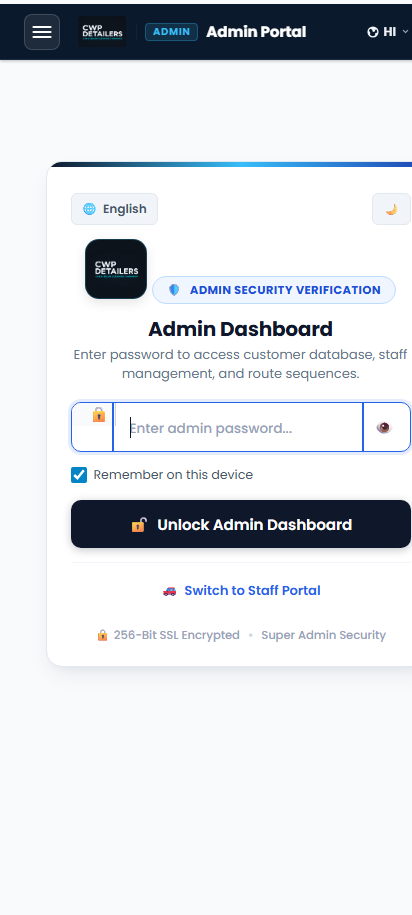 CWP
DETAILERS
ADMIN
Admin Portal
HI
English
CWP
DETAILERS
ADMIN SECURITY VERIFICATION
Admin Dashboard
Enter password to access customer database, staff
management, and route sequences.
Enter admin password...
Remember on this device
Unlock Admin Dashboard
Switch to Staff Portal
256-Bit SSL Encrypted • Super Admin Security